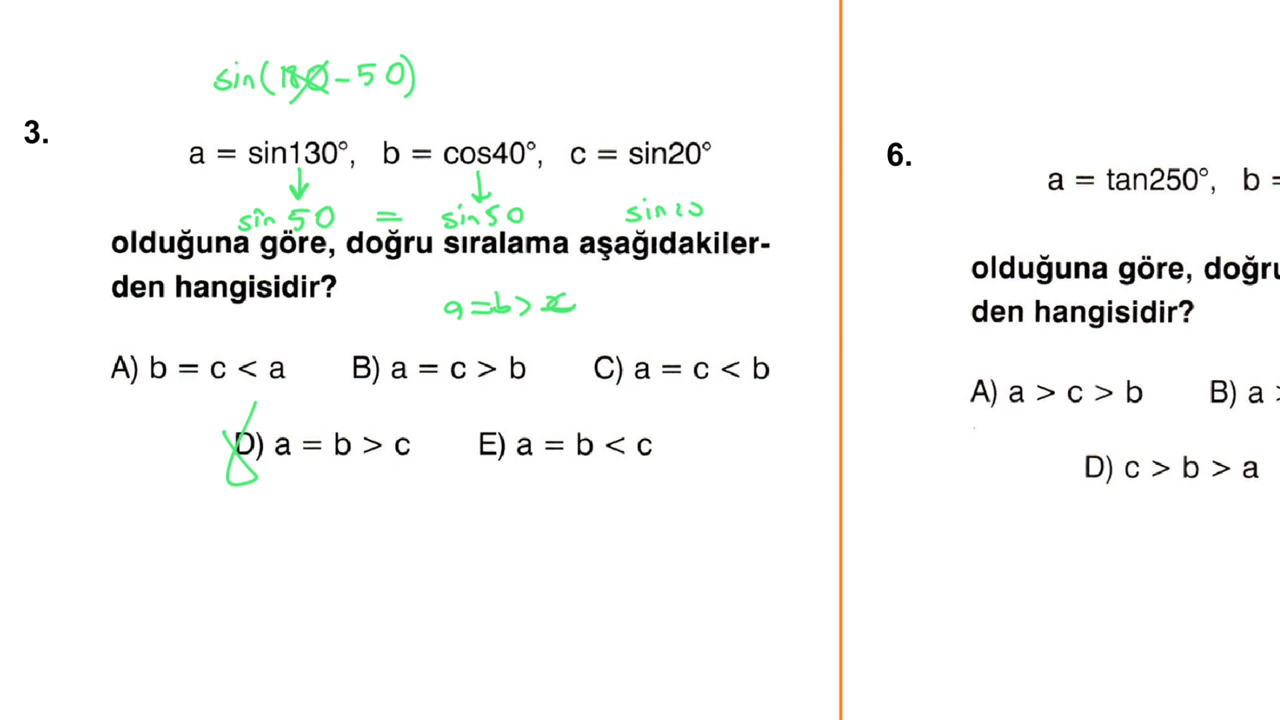 sin(180-50)
3.
a = sin130°, b = cos40°, c = sin20°
sin 50 = sin 50 sin 20
olduğuna göre, doğru sıralama aşağıdakiler-
den hangisidir?
a = b >
A) b = c < a B) a = c > b C) a = c < b
D) a = b > c E) a = b < c
6.
a = tan250°, b =
olduğuna göre, doğru
den hangisidir?
A) a > c > b B) a >
D) c > b > a